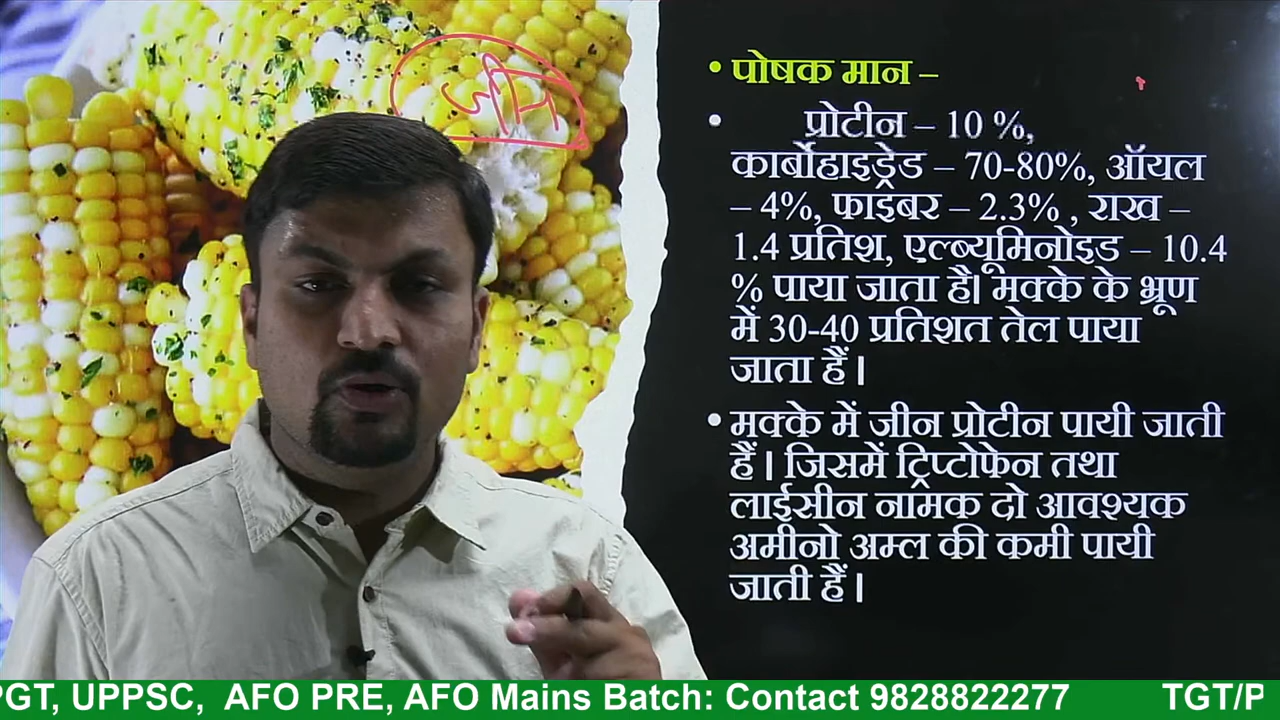 • पोषक मान –
• प्रोटीन – 10 %,
कार्बोहाइड्रेड – 70-80%, ऑयल
– 4%, फाइबर – 2.3% , राख –
1.4 प्रतिश, एल्ब्यूमिनोइड – 10.4
% पाया जाता है। मक्के के भ्रूण
में 30-40 प्रतिशत तेल पाया
जाता हैं ।
• मक्के में जीन प्रोटीन पायी जाती
हैं । जिसमें ट्रिप्टोफेन तथा
लाईसीन नामक दो आवश्यक
अमीनो अम्ल की कमी पायी
जाती हैं ।
PGT, UPPSC, AFO PRE, AFO Mains Batch: Contact 9828822277 TGT/P